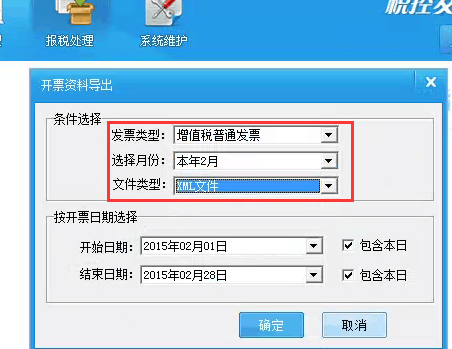 税控发
报税处理
系统维护
开票资料导出
条件选择
发票类型: 增值税普通发票
选择月份: 本年2月
文件类型: XML文件
按开票日期选择
开始日期: 2015年02月01日 包含本日
结束日期: 2015年02月28日 包含本日
确定 取消